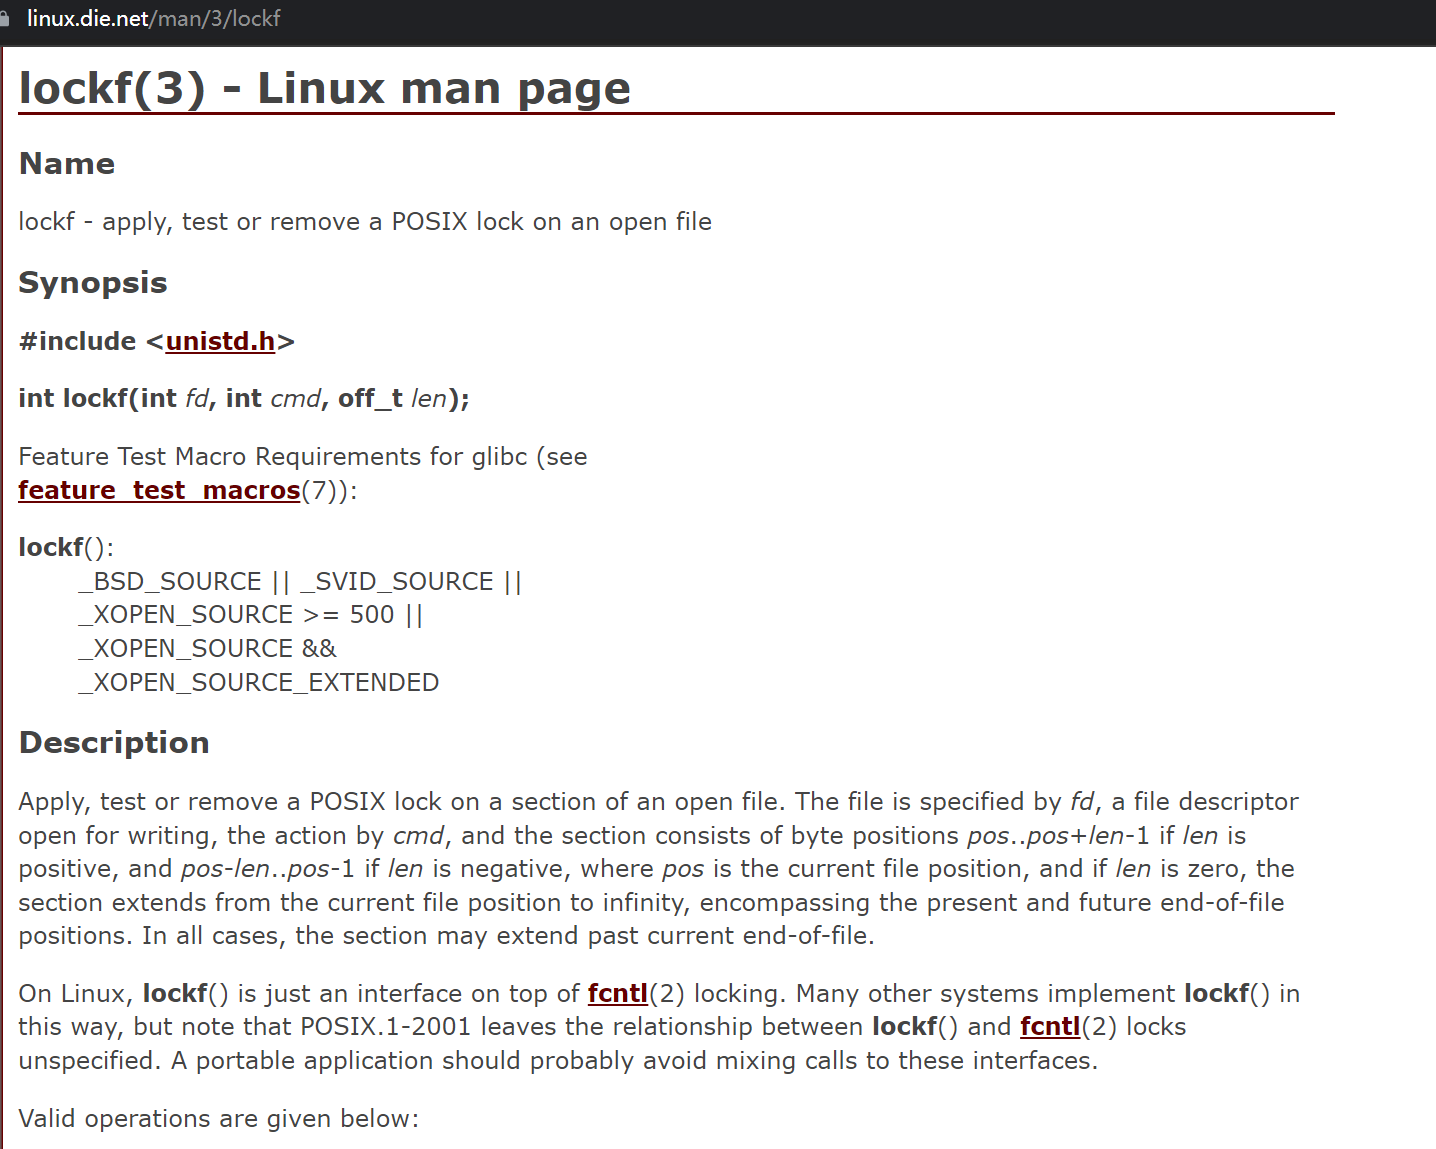 linux.die.net/man/3/lockf
lockf(3) - Linux man page
Name
lockf - apply, test or remove a POSIX lock on an open file
Synopsis
#include <unistd.h>
int lockf(int fd, int cmd, off_t len);
Feature Test Macro Requirements for glibc (see
feature_test_macros(7)):
lockf():
_BSD_SOURCE || _SVID_SOURCE ||
_XOPEN_SOURCE >= 500 ||
_XOPEN_SOURCE &&
_XOPEN_SOURCE_EXTENDED
Description
Apply, test or remove a POSIX lock on a section of an open file. The file is specified by fd, a file descriptor
open for writing, the action by cmd, and the section consists of byte positions pos..pos+len-1 if len is
positive, and pos-len..pos-1 if len is negative, where pos is the current file position, and if len is zero, the
section extends from the current file position to infinity, encompassing the present and future end-of-file
positions. In all cases, the section may extend past current end-of-file.
On Linux, lockf() is just an interface on top of fcntl(2) locking. Many other systems implement lockf() in
this way, but note that POSIX.1-2001 leaves the relationship between lockf() and fcntl(2) locks
unspecified. A portable application should probably avoid mixing calls to these interfaces.
Valid operations are given below: